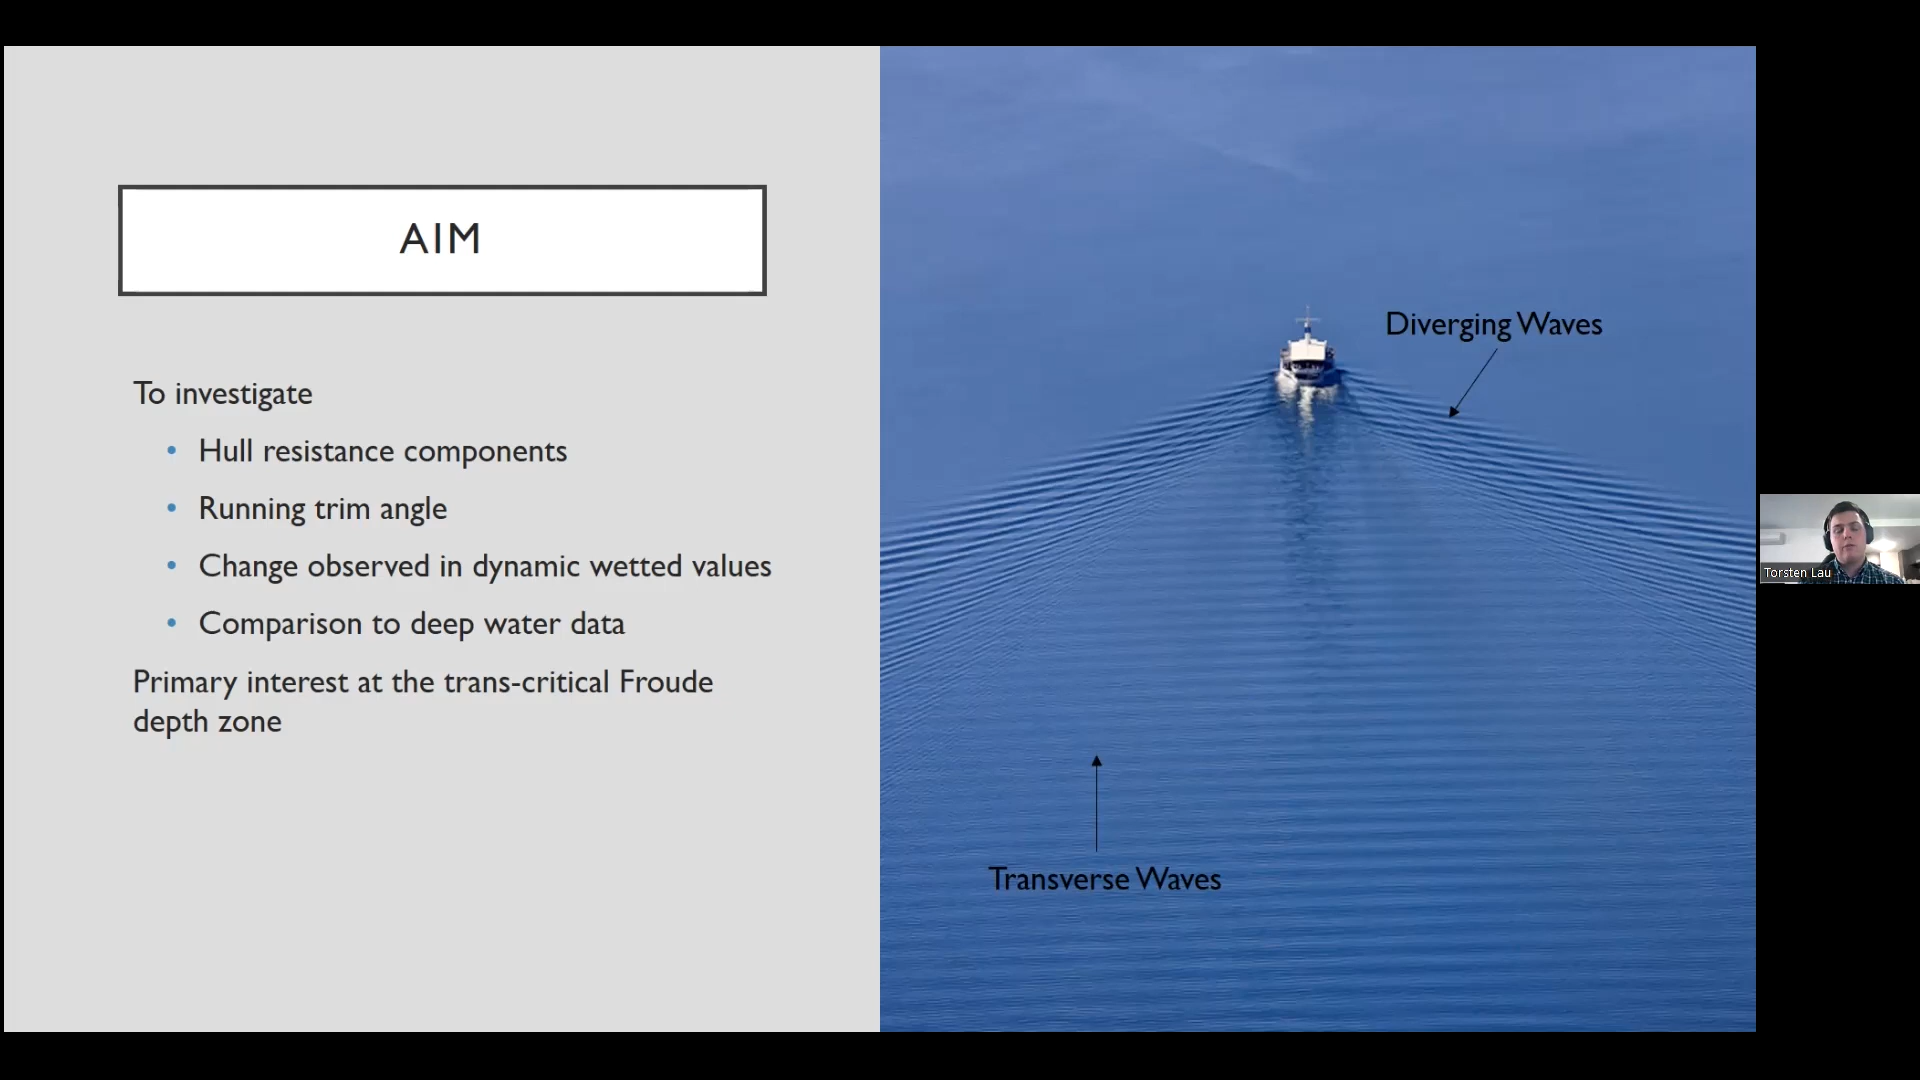 AIM
To investigate
• Hull resistance components
• Running trim angle
• Change observed in dynamic wetted values
• Comparison to deep water data
Primary interest at the trans-critical Froude
depth zone
Diverging Waves
Transverse Waves
Torsten Lau